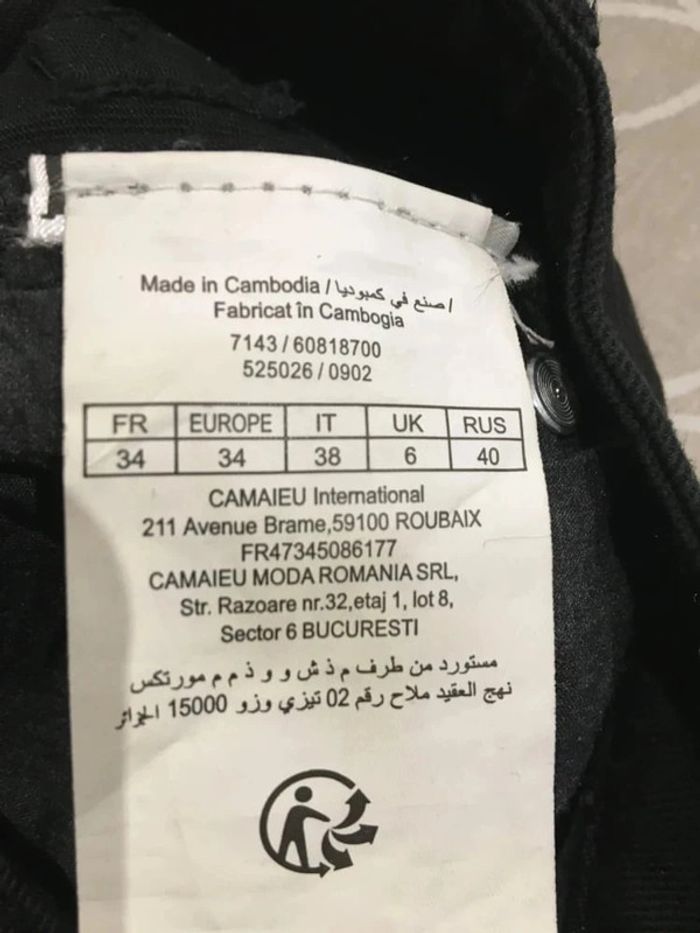 Made in Cambodia / صنع في كمبوديا /
Fabricat în Cambogia
7143 / 60818700
525026 / 0902
FR EUROPE IT UK RUS
34 34 38 6 40
CAMAIEU International
211 Avenue Brame,59100 ROUBAIX
FR47345086177
CAMAIEU MODA ROMANIA SRL,
Str. Razoare nr.32,etaj 1, lot 8,
Sector 6 BUCURESTI
مستورد من طرف م ذ ش و و ذ م م مورتكس
نهج العقيد ملاح رقم 02 تيزي وزو 15000 الجزائر